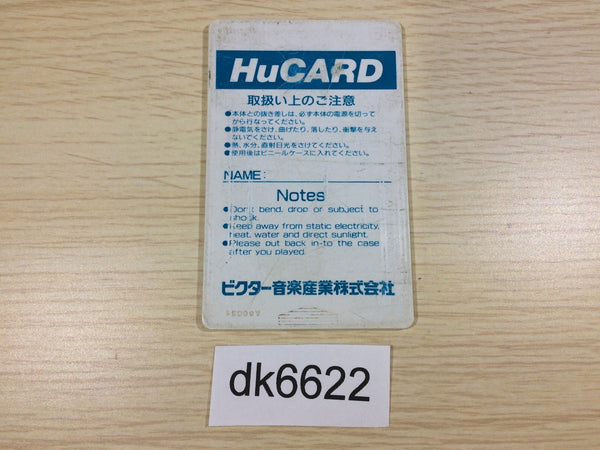 HuCARD
取扱い上のご注意
●本体との抜き差しは、必ず本体の電源を切って
から行なってください。
●静電気をさけ、曲げたり、落したり、衝撃を与え
ないでください。
●熱、水分、直射日光をさけてください。
●使用後はビニールケースに入れてください。
NAME:
Notes
●Don't bend, drop or subject to
shock.
●Keep away from static electricity,
heat, water and direct sunlight.
●Please put back in-to the case
after you played.
ビクター音楽産業株式会社
dk6622